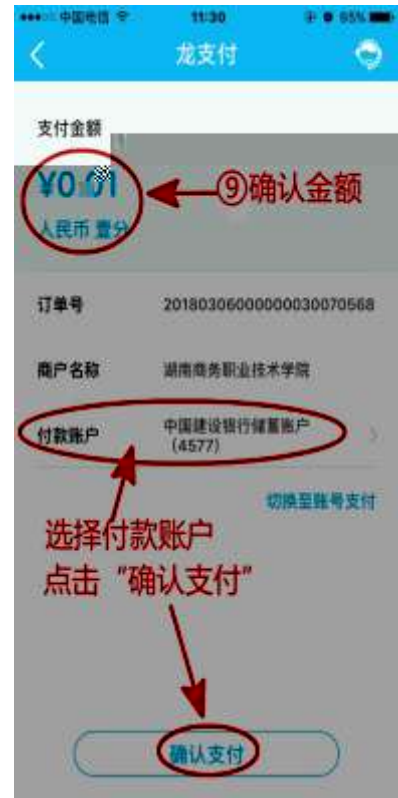 中国电信 11:30 65%
龙支付
支付金额
¥0.01
⑨确认金额
人民币 壹分
订单号 20180306000000030070568
商户名称 湖南商务职业技术学院
付款账户 中国建设银行储蓄账户
(4577)
切换至账号支付
选择付款账户
点击“确认支付”
确认支付